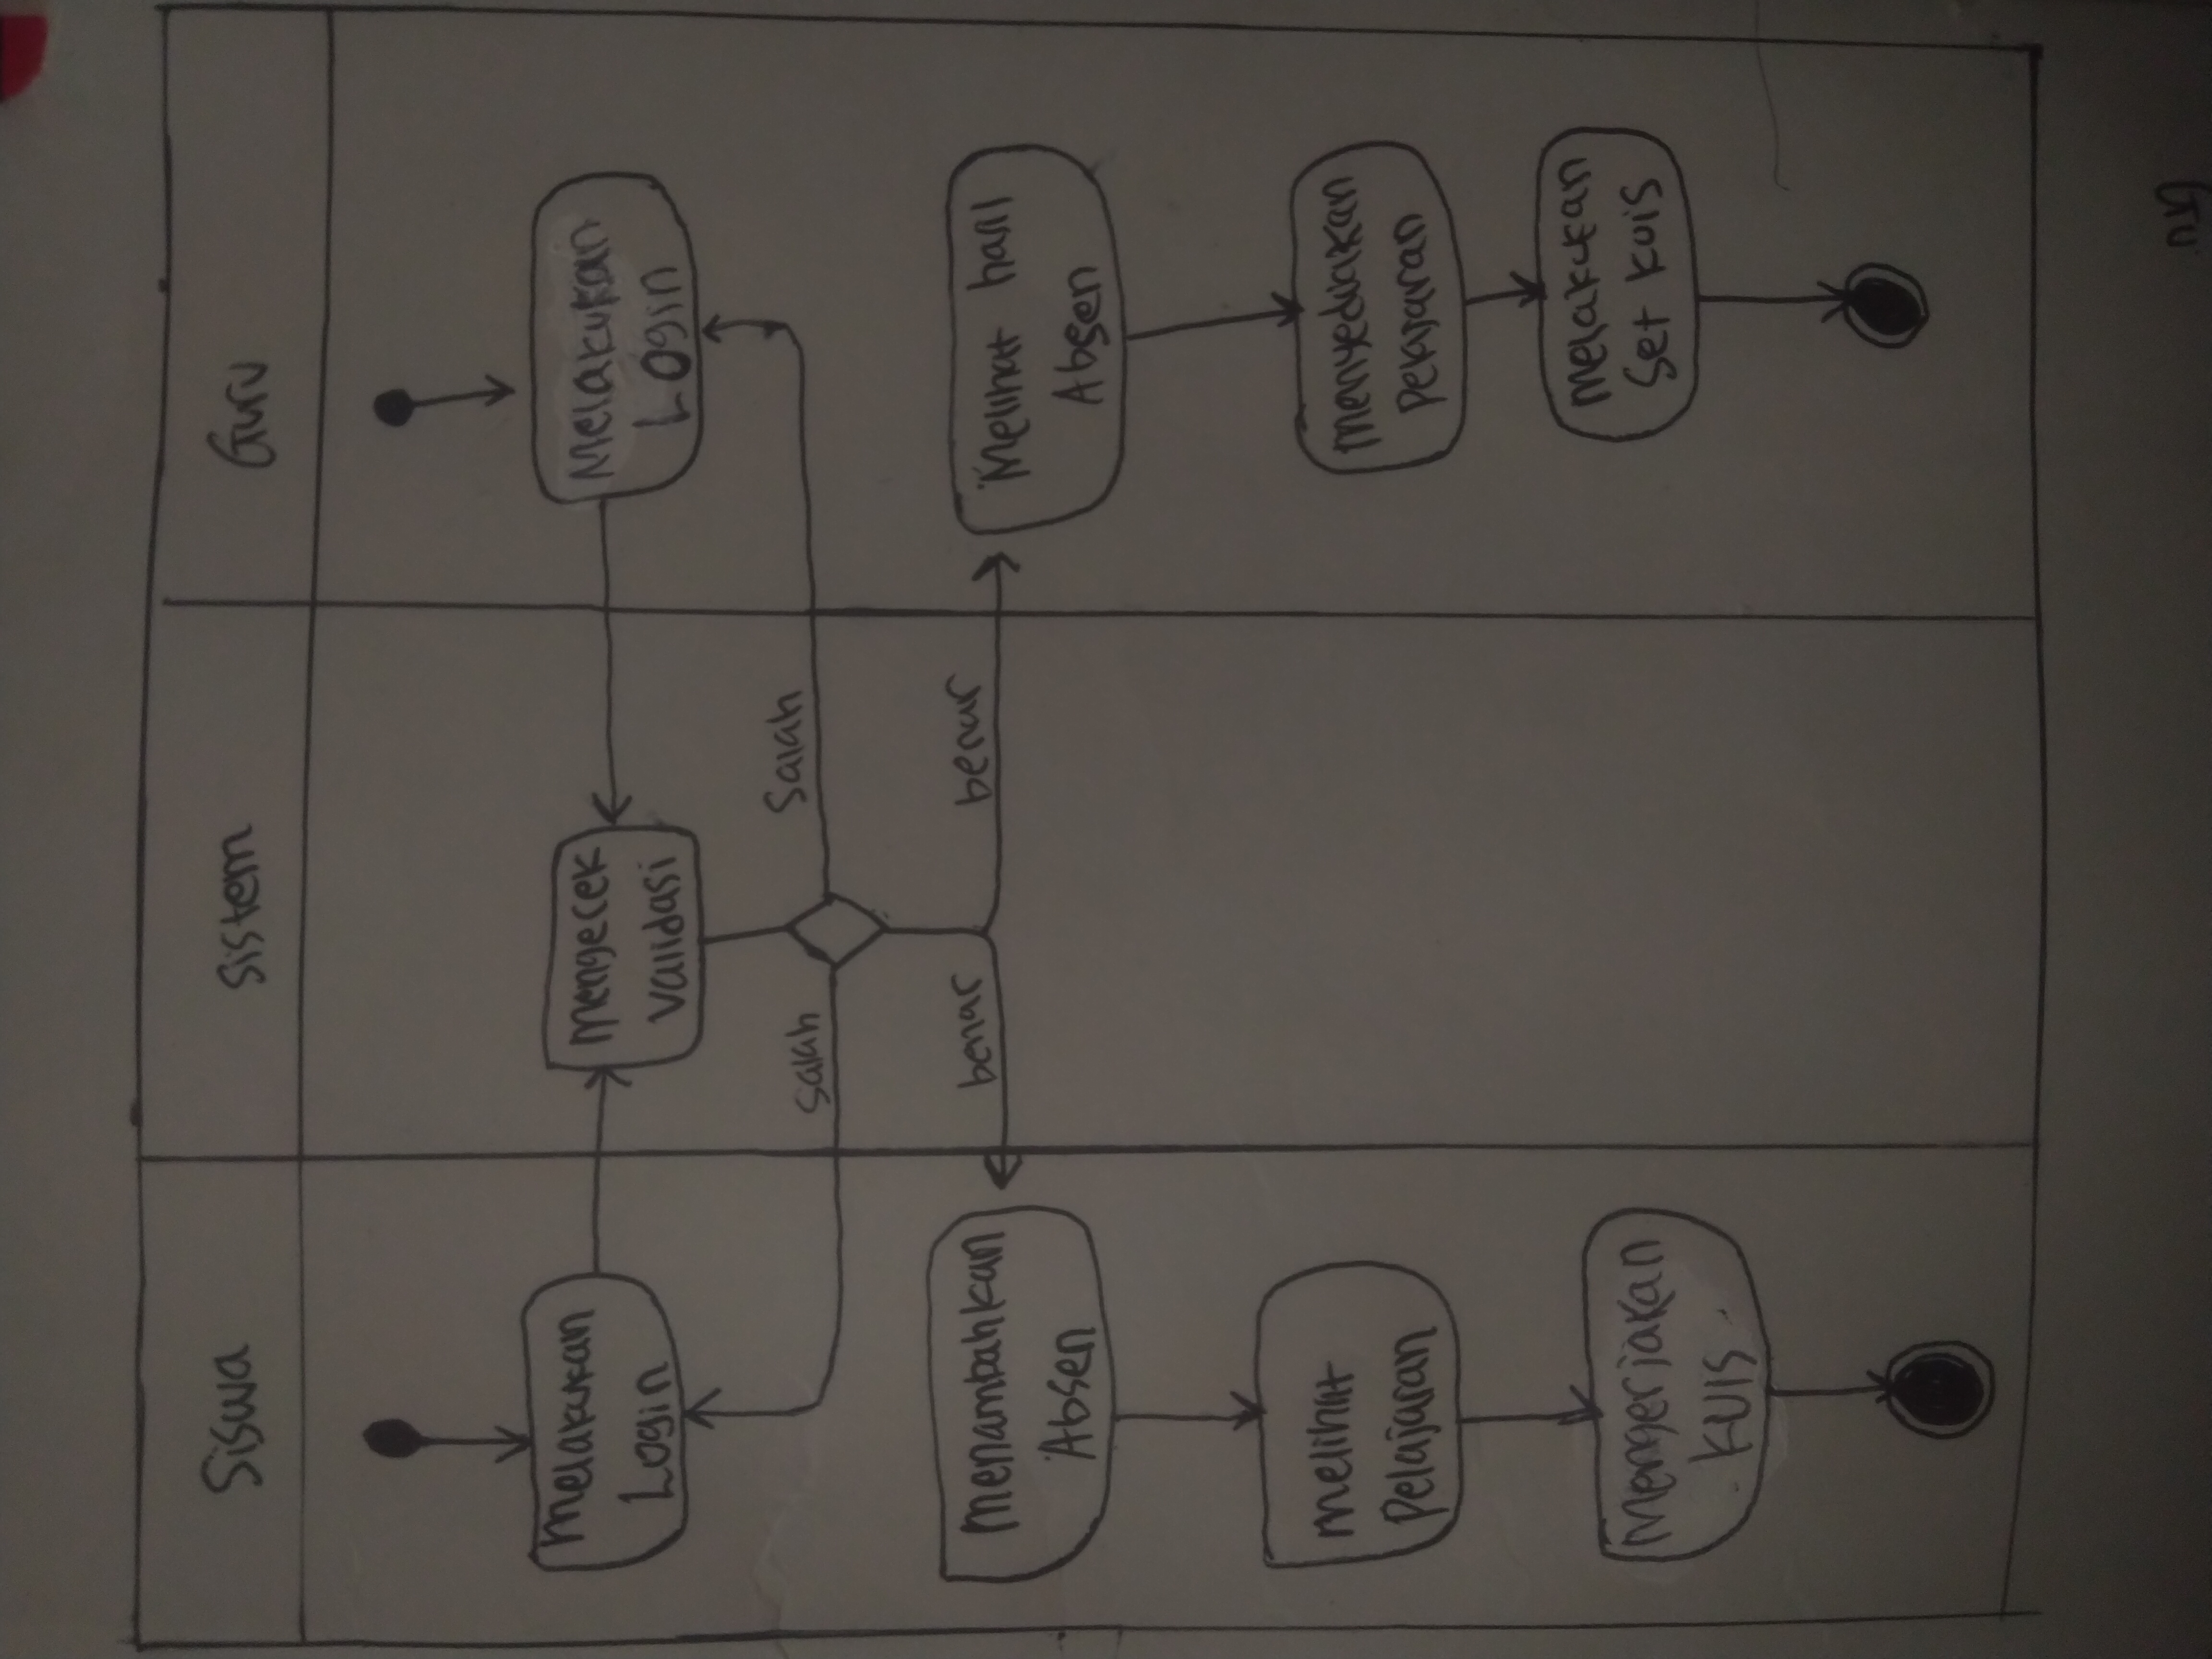 Siswa
sistem
Guru
Melakukan
Login
mengecek
validasi
Melakukan
Login
salah
Salah
benar
benar
menambahkan
Absen
Melihat hasil
Absen
melihat
Pelajaran
menyediakan
pelajaran
Mengerjakan
KUIS
Melakukan
Set kuis